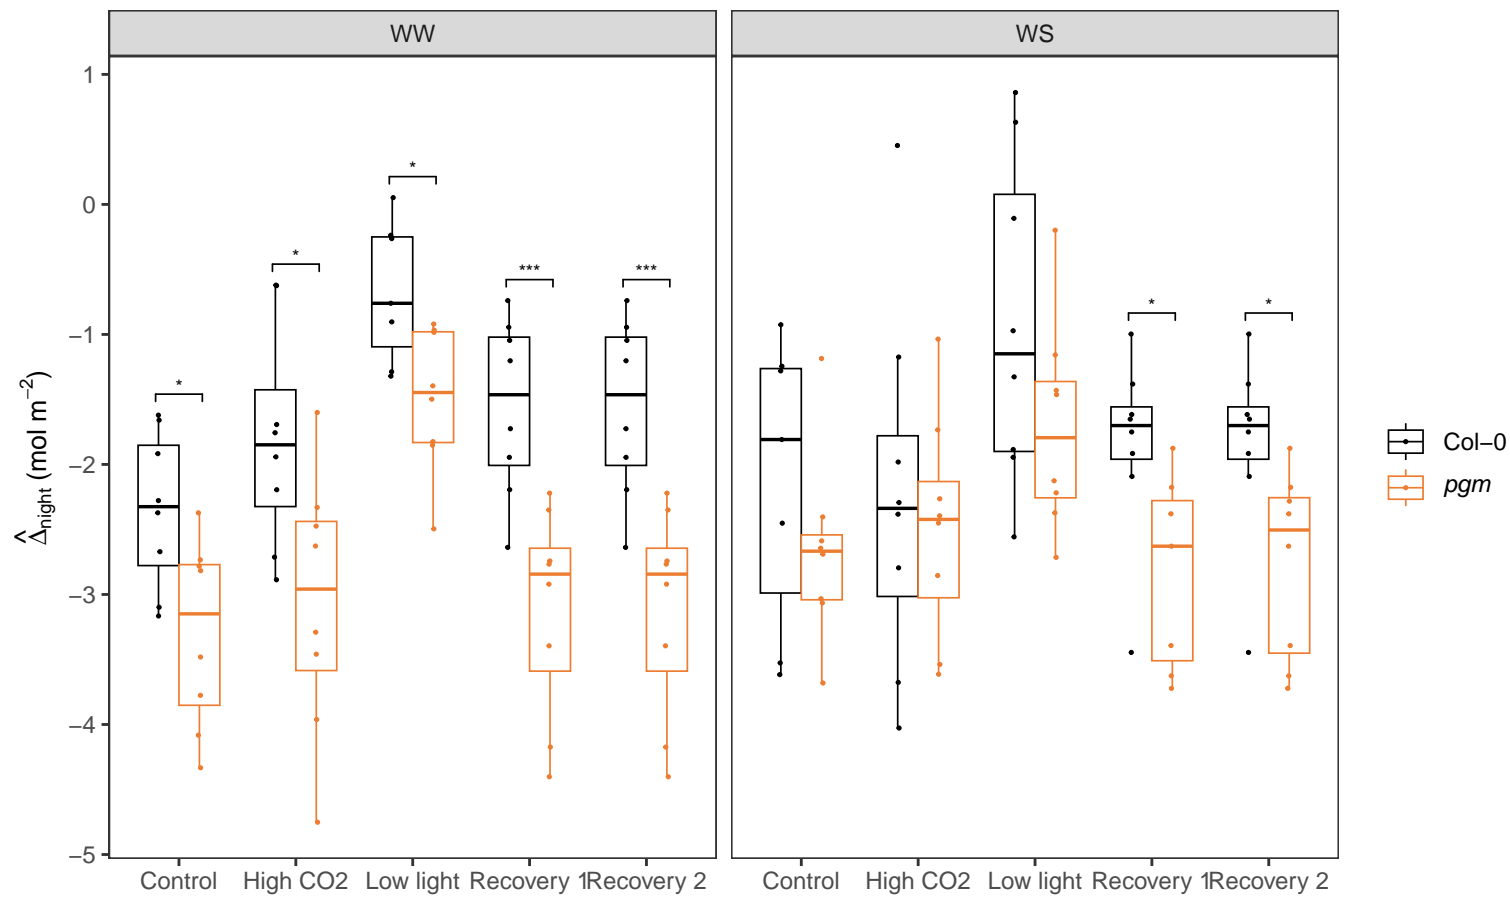 WW
WS
1
0
−1
−2
−3
−4
−5
Δ̂night (mol m−2)
*
*
*
***
***
*
*
Control High CO2 Low light Recovery 1 Recovery 2
Control High CO2 Low light Recovery 1 Recovery 2
Col−0
pgm